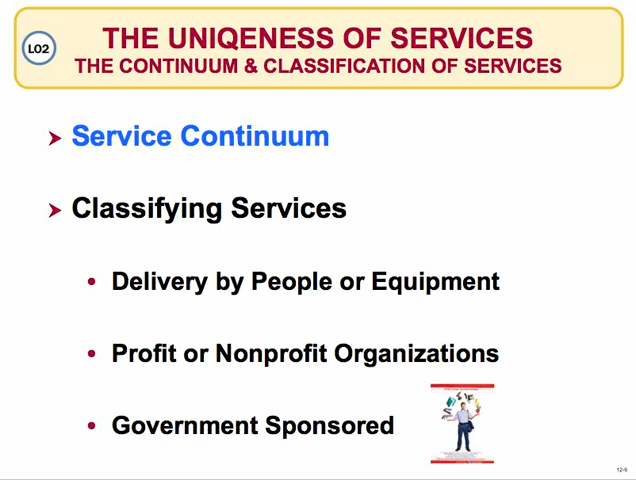 LO2
THE UNIQENESS OF SERVICES
THE CONTINUUM & CLASSIFICATION OF SERVICES
Service Continuum
Classifying Services
Delivery by People or Equipment
Profit or Nonprofit Organizations
Government Sponsored
12-9